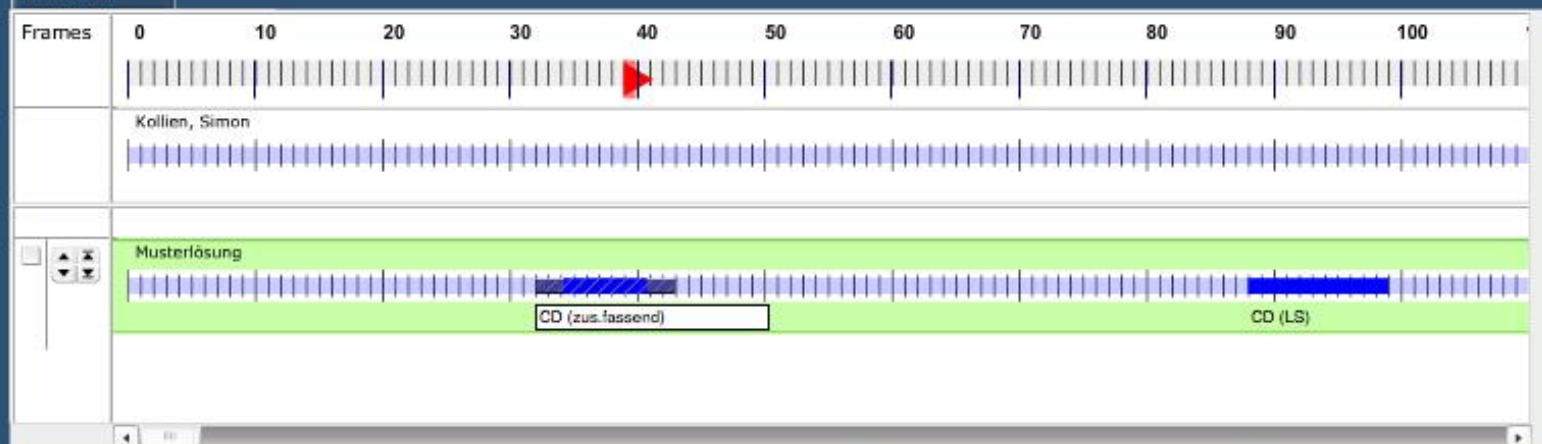 Frames 0 10 20 30 40 50 60 70 80 90 100
Kollien, Simon
Musterlösung
CD (zus.fassend) CD (LS)